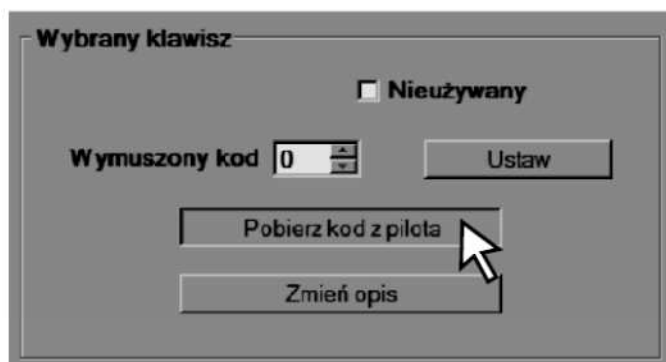 Wybrany klawisz
Nieużywany
Wymuszony kod 0 Ustaw
Pobierz kod z pilota
Zmień opis